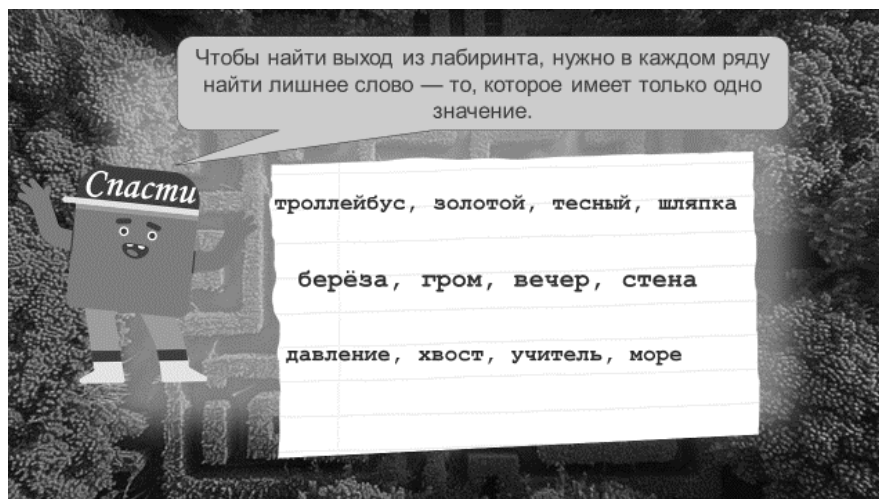 Чтобы найти выход из лабиринта, нужно в каждом ряду
найти лишнее слово — то, которое имеет только одно
значение.
Спасти
троллейбус, золотой, тесный, шляпка
берёза, гром, вечер, стена
давление, хвост, учитель, море